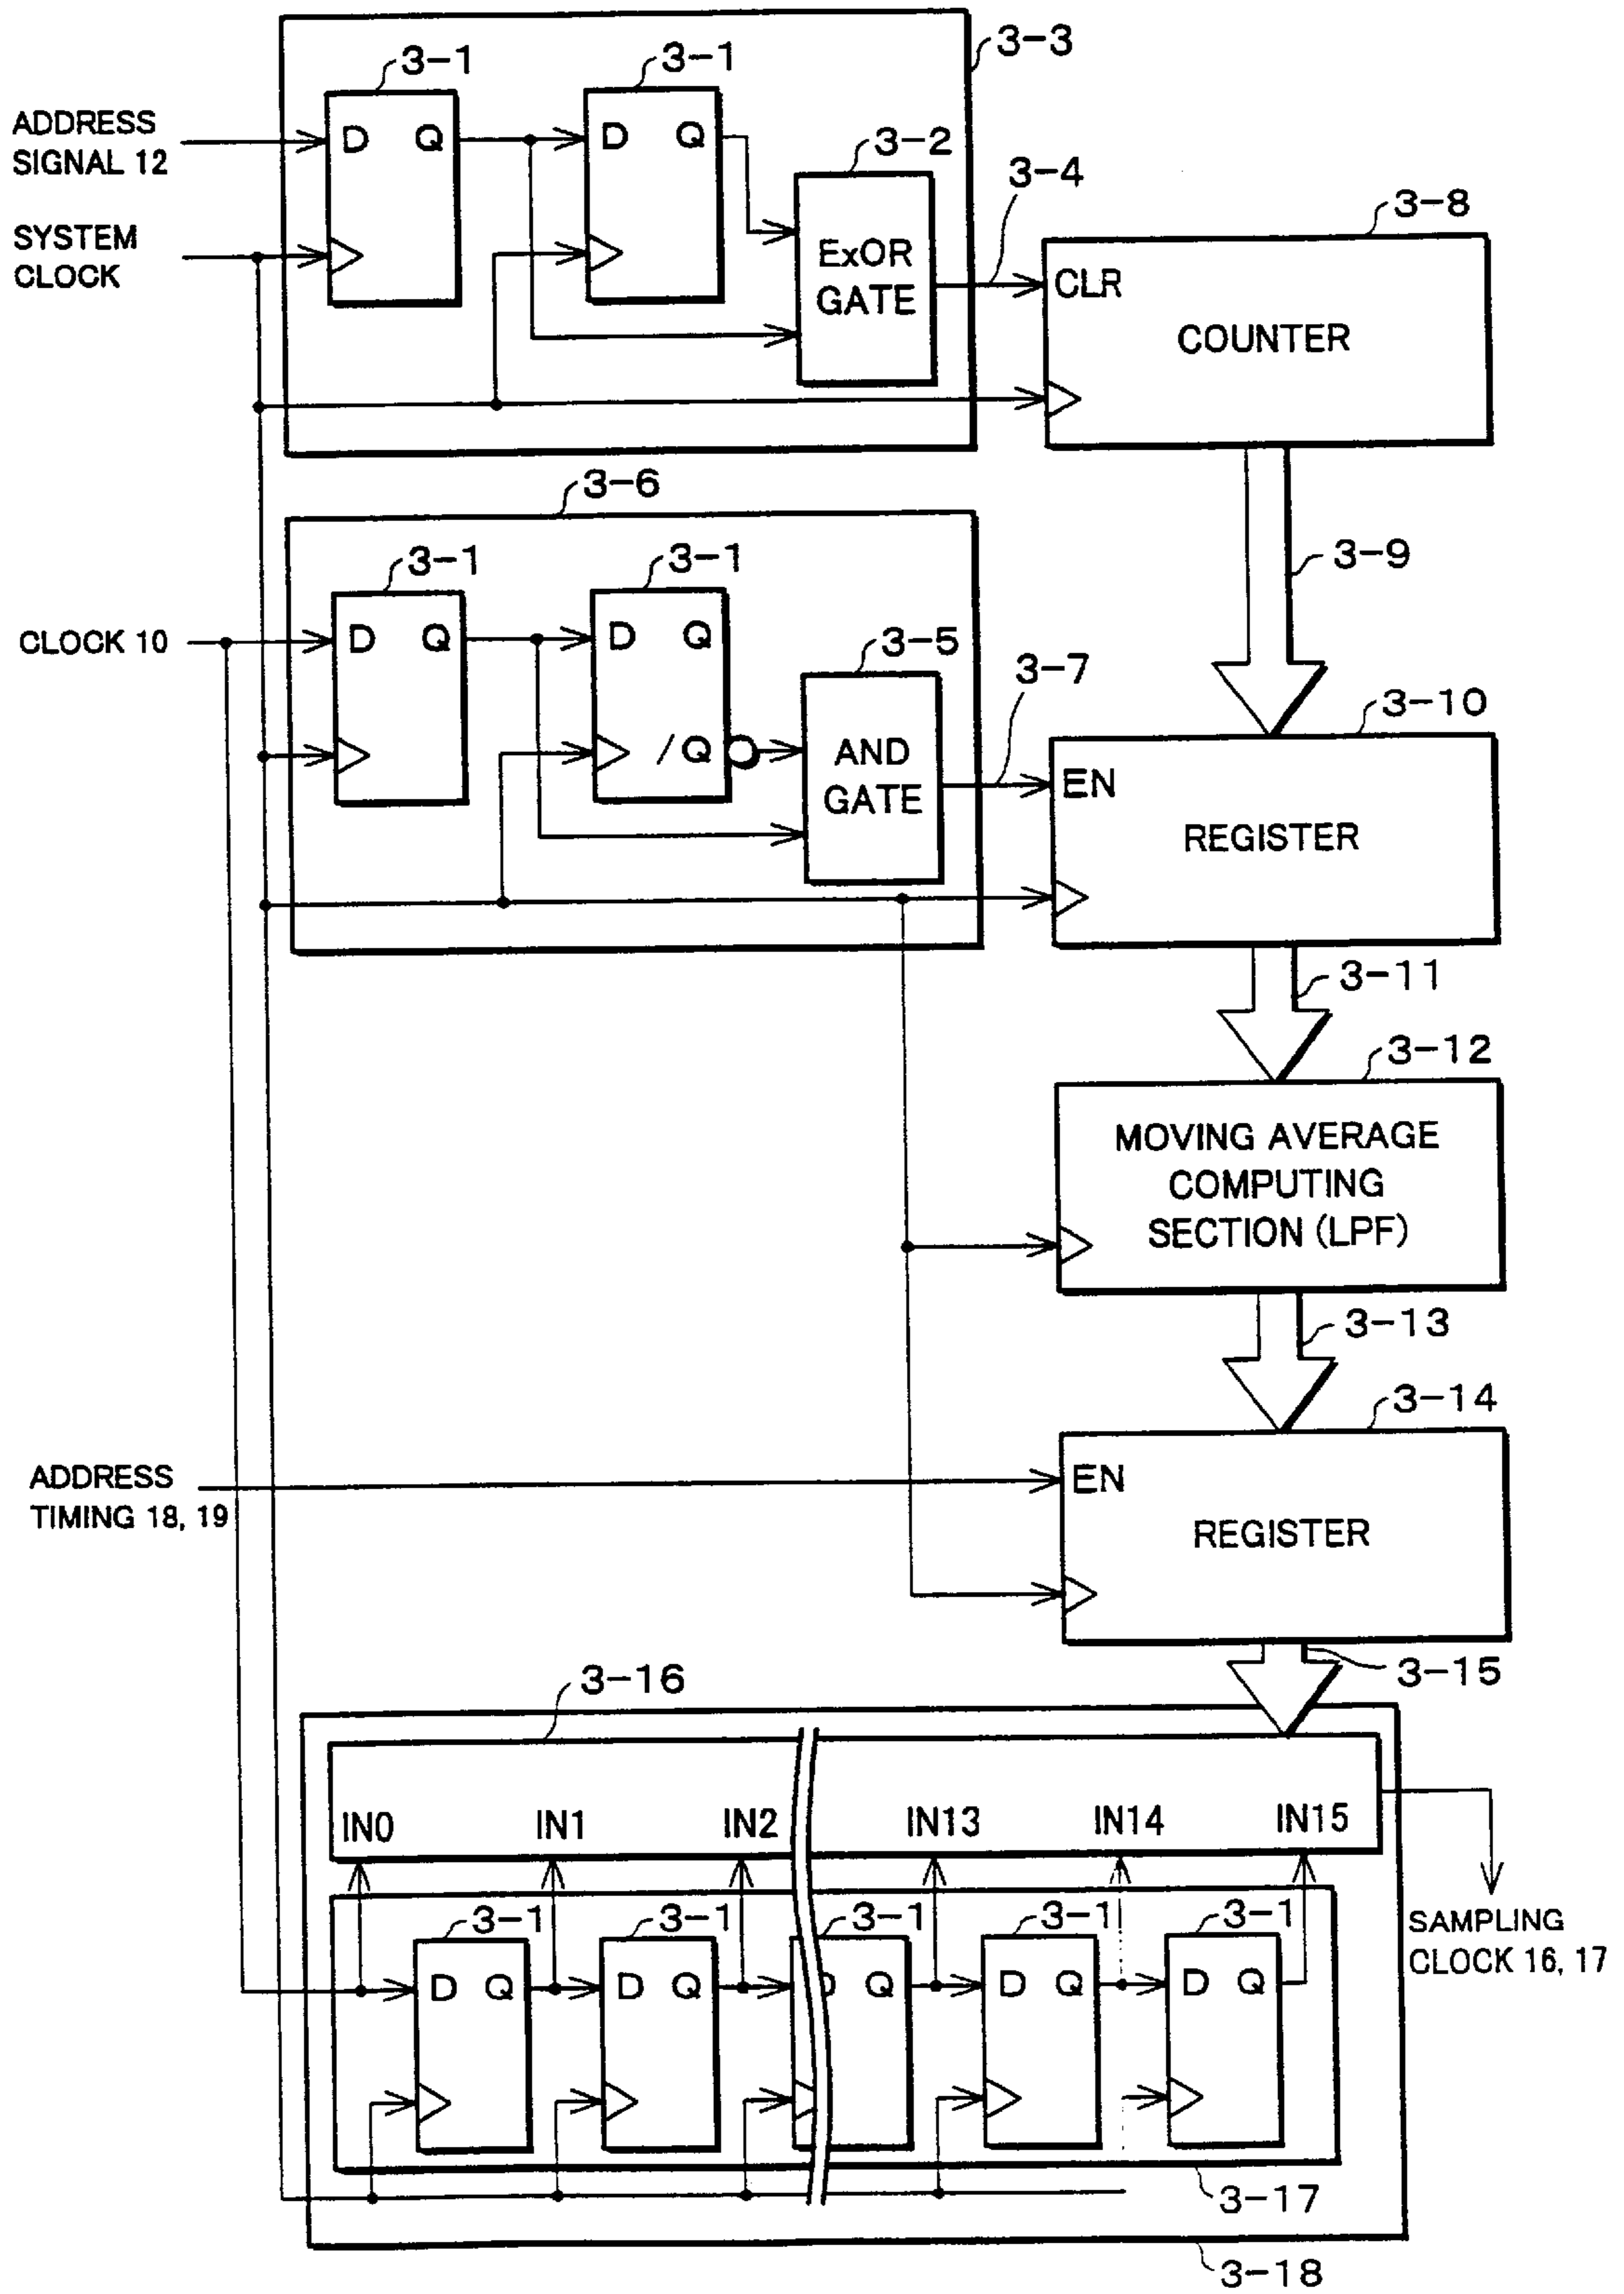 3-3
3-1
3-1
ADDRESS
SIGNAL 12
D Q
D Q
3-2
3-4
3-8
SYSTEM
CLOCK
ExOR
GATE
CLR
COUNTER
3-6
3-9
3-1
3-1
CLOCK 10
D Q
D Q
3-5
3-7
3-10
/Q
AND
GATE
EN
REGISTER
3-11
3-12
MOVING AVERAGE
COMPUTING
SECTION (LPF)
3-13
3-14
ADDRESS
TIMING 18, 19
EN
REGISTER
3-15
3-16
IN0 IN1 IN2 IN13 IN14 IN15
3-1 3-1 3-1 3-1 3-1
SAMPLING
CLOCK 16, 17
D Q D Q D Q D Q D Q
3-17
3-18